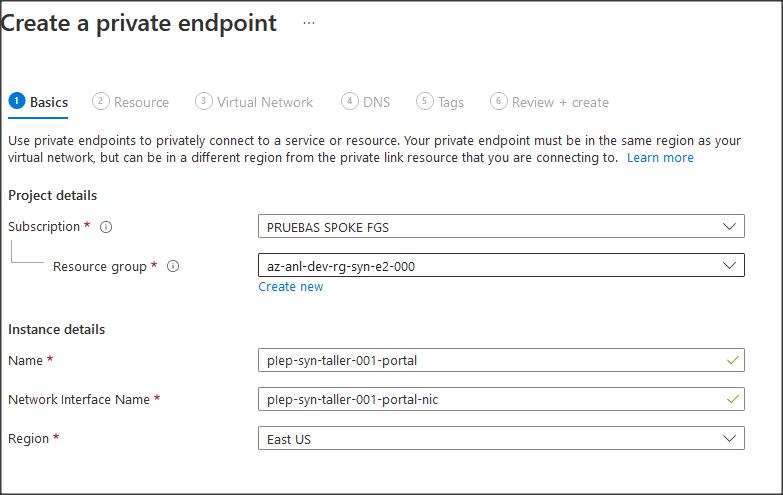 Create a private endpoint ...
1 Basics 2 Resource 3 Virtual Network 4 DNS 5 Tags 6 Review + create
Use private endpoints to privately connect to a service or resource. Your private endpoint must be in the same region as your
virtual network, but can be in a different region from the private link resource that you are connecting to. Learn more
Project details
Subscription * PRUEBAS SPOKE FGS
Resource group * az-anl-dev-rg-syn-e2-000
Create new
Instance details
Name * plep-syn-taller-001-portal
Network Interface Name * plep-syn-taller-001-portal-nic
Region * East US